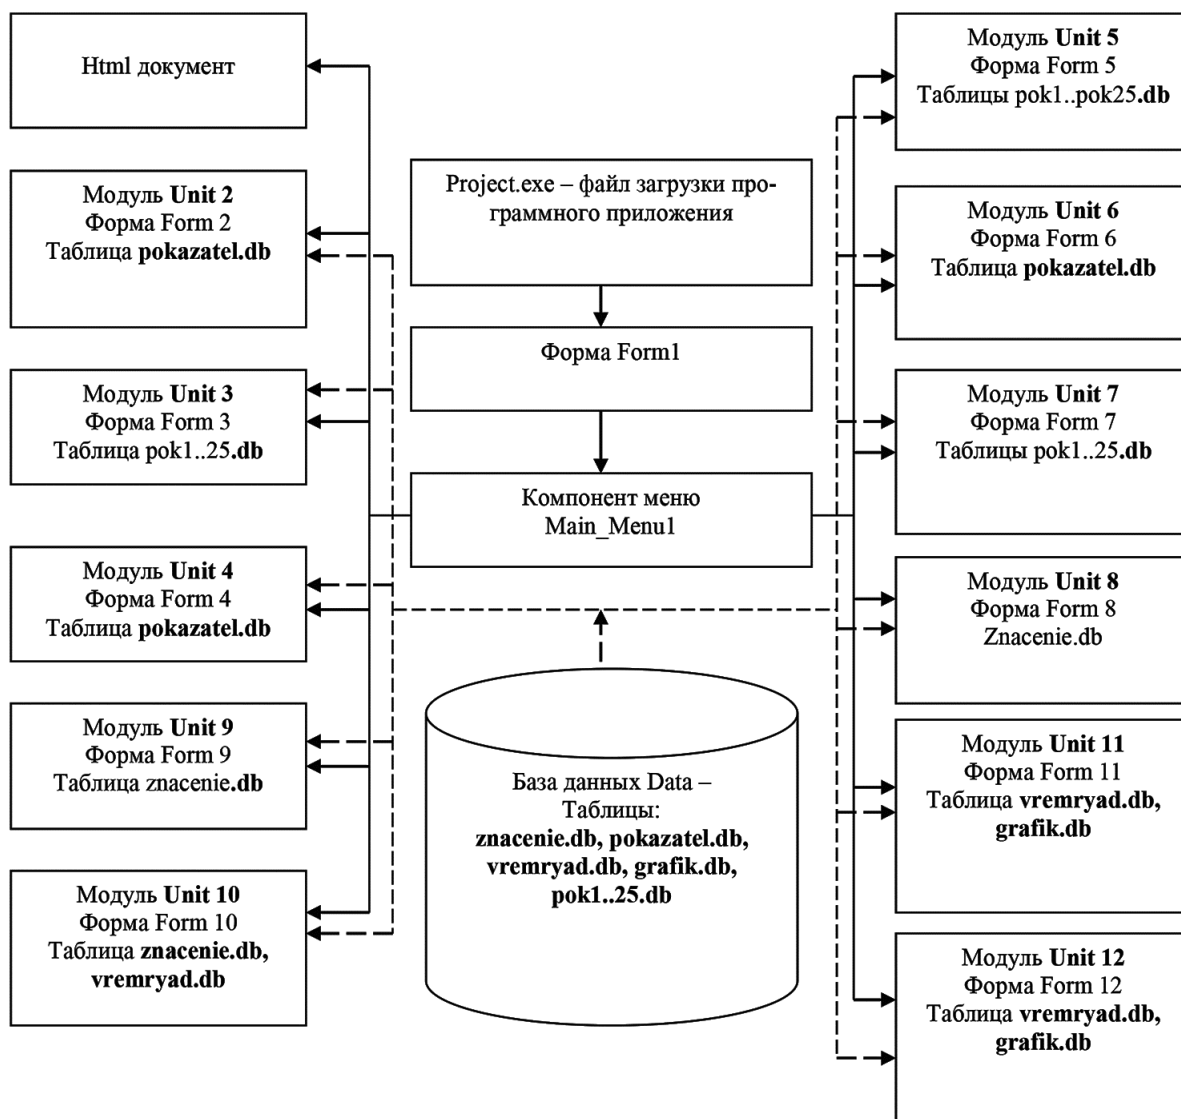 Html документ
Модуль Unit 2
Форма Form 2
Таблица pokazatel.db
Модуль Unit 3
Форма Form 3
Таблица pok1..25.db
Модуль Unit 4
Форма Form 4
Таблица pokazatel.db
Модуль Unit 9
Форма Form 9
Таблица znacenie.db
Модуль Unit 10
Форма Form 10
Таблица znacenie.db,
vremryad.db
Project.exe – файл загрузки про-
граммного приложения
Форма Form1
Компонент меню
Main_Menu1
База данных Data –
Таблицы:
znacenie.db, pokazatel.db,
vremryad.db, grafik.db,
pok1..25.db
Модуль Unit 5
Форма Form 5
Таблицы pok1..pok25.db
Модуль Unit 6
Форма Form 6
Таблица pokazatel.db
Модуль Unit 7
Форма Form 7
Таблицы pok1..25.db
Модуль Unit 8
Форма Form 8
Znacenie.db
Модуль Unit 11
Форма Form 11
Таблица vremryad.db,
grafik.db
Модуль Unit 12
Форма Form 12
Таблица vremryad.db,
grafik.db